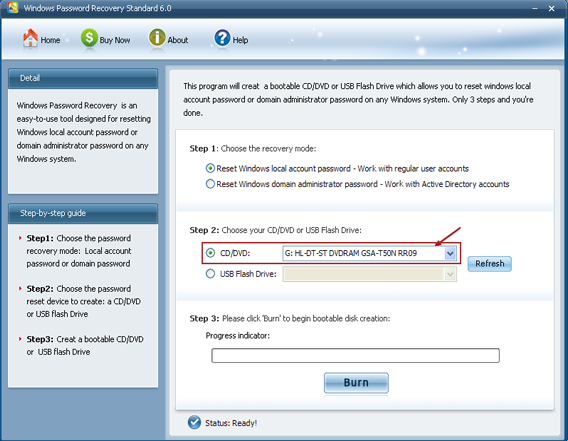 Windows Password Recovery Standard 6.0
Home
Buy Now
About
Help
Detail
Windows Password Recovery is an
easy-to-use tool designed for resetting
Windows local account password or
domain administrator password on any
Windows system.
Step-by-step guide
Step1: Choose the password
recovery mode: Local account
password or domain password
Step2: Choose the password
reset device to create: a CD/DVD
or USB flash Drive
Step3: Creat a bootable CD/DVD
or USB flash Drive
This program will creat a bootable CD/DVD or USB Flash Drive which allows you to reset windows local
account password or domain administrator password on any Windows system. Only 3 steps and you're
done.
Step 1: Choose the recovery mode:
Reset Windows local account password - Work with regular user accounts
Reset Windows domain administrator password - Work with Active Directory accounts
Step 2: Choose your CD/DVD or USB Flash Drive:
CD/DVD:
G: HL-DT-ST DVDRAM GSA-T50N RR09
Refresh
USB Flash Drive:
Step 3: Please click 'Burn' to begin bootable disk creation:
Progress indicator:
Burn
Status: Ready!